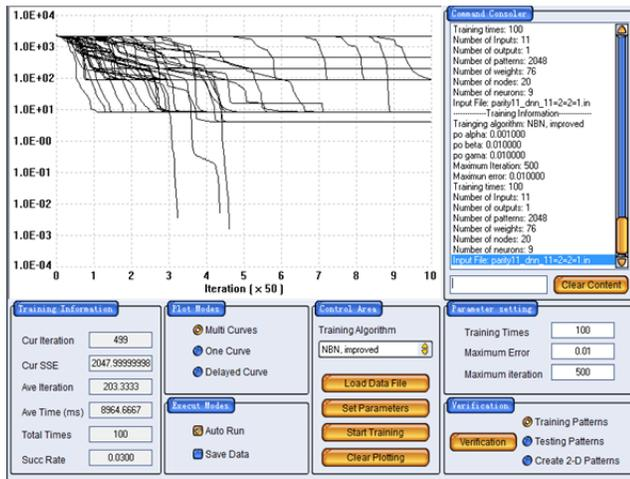 1.0E+04
1.0E+03
1.0E+02
1.0E+01
1.0E-00
1.0E-01
1.0E-02
1.0E-03
1.0E-04
0 1 2 3 4 5 6 7 8 9 10
Iteration ( × 50 )
Command Consoler
Training times: 100
Number of Inputs: 11
Number of outputs: 1
Number of patterns: 2048
Number of weights: 76
Number of nodes: 20
Number of neurons: 9
Input File: parity11_dnn_11=2=2=1.in
--------------Training Information--------------
Trainging algorithm: NBN, improved
po alpha: 0.001000
po beta: 0.010000
po gama: 0.010000
Maximum Iteration: 500
Maximun error: 0.010000
Training times: 100
Number of Inputs: 11
Number of outputs: 1
Number of patterns: 2048
Number of weights: 76
Number of nodes: 20
Number of neurons: 9
Input File: parity11_dnn_11=2=2=1.in
Clear Content
Training Information
Cur Iteration 499
Cur SSE 2047.99999998
Ave Iteration 203.3333
Ave Time (ms) 8964.6667
Total Times 100
Succ Rate 0.0300
Plot Modes
Multi Curves
One Curve
Delayed Curve
Execut Modes
Auto Run
Save Data
Control Area
Training Algorithm
NBN, improved
Load Data File
Set Parameters
Start Training
Clear Plotting
Parameter setting
Training Times 100
Maximum Error 0.01
Maximum iteration 500
Verification
Verification
Training Patterns
Testing Patterns
Create 2-D Patterns